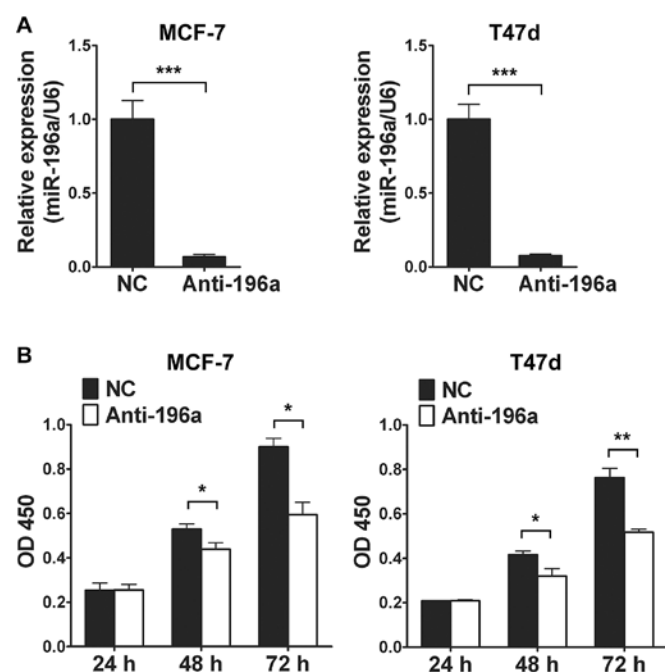 A
MCF-7
Relative expression
(miR-196a/U6)
1.5
1.0
0.5
0.0
***
NC
Anti-196a
T47d
Relative expression
(miR-196a/U6)
1.5
1.0
0.5
0.0
***
NC
Anti-196a
B
MCF-7
NC
Anti-196a
OD 450
1.0
0.8
0.6
0.4
0.2
0.0
*
*
24 h
48 h
72 h
T47d
NC
Anti-196a
OD 450
1.0
0.8
0.6
0.4
0.2
0.0
*
**
24 h
48 h
72 h